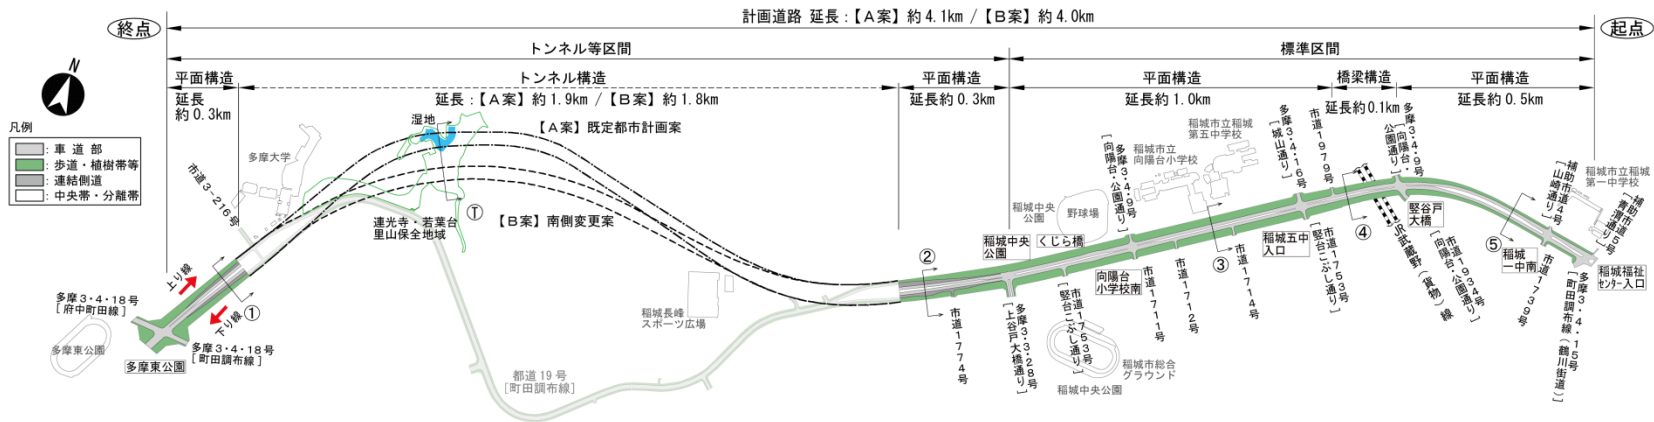 計画道路 延長：【A案】約4.1km / 【B案】約4.0km
終点
起点
トンネル等区間
標準区間
平面構造
延長
約0.3km
トンネル構造
延長：【A案】約1.9km / 【B案】約1.8km
平面構造
延長約0.3km
平面構造
延長約1.0km
橋梁構造
延長約0.1km
平面構造
延長約0.5km
N
凡例
：車道部
：歩道・植樹帯等
：連結側道
：中央帯・分離帯
多摩大学
市道3-216号
湿地
【A案】既定都市計画案
連光寺・若葉台
里山保全地域
【B案】南側変更案
Ⓣ
上り線
下り線
①
多摩3・4・18号
[府中町田線]
多摩東公園
多摩東公園
多摩3・4・18号
[町田調布線]
都道19号
[町田調布線]
稲城長峰
スポーツ広場
②
市道1774号
稲城中央
公園
多摩3・3・28号
[上谷戸大橋通り]
稲城中央
公園
野球場
くじら橋
多摩3・4・9号
[向陽台・公園通り]
稲城市立
向陽台小学校
稲城市立稲城
第五中学校
市道1753号
[竪台こぶし通り]
向陽台
小学校南
市道1711号
市道1712号
③
市道1714号
稲城市総合
グラウンド
稲城中央公園
多摩3・4・16号
[城山通り]
市道1979号
稲城五中
入口
市道1753号
[竪台こぶし通り]
④
JR武蔵野(貨物)線
多摩3・4・9号
[向陽台・公園通り]
竪谷戸
大橋
市道1934号
[向陽台・公園通り]
⑤
稲城
一中南
市道1739号
補助市道4号
[山崎通り]
稲城市立稲城
第一中学校
補助市道5号
[青渭通り]
稲城福祉
センター入口
多摩3・4・15号
[町田調布線(鶴川街道)]